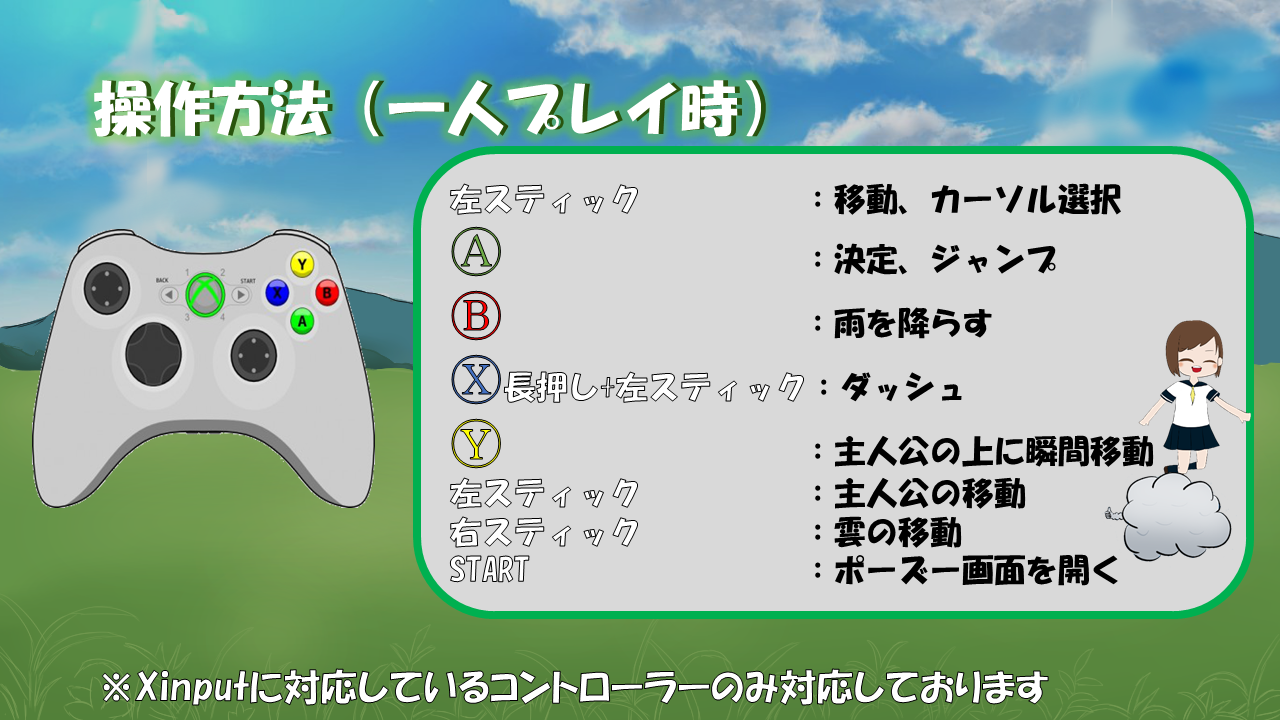 操作方法（一人プレイ時）
左スティック：移動、カーソル選択
Ⓐ：決定、ジャンプ
Ⓑ：雨を降らす
Ⓧ長押し+左スティック：ダッシュ
Ⓨ：主人公の上に瞬間移動
左スティック：主人公の移動
右スティック：雲の移動
START：ポーズー画面を開く
BACK 1 2 START
3 4
Y
X B
A
※Xinputに対応しているコントローラーのみ対応しております